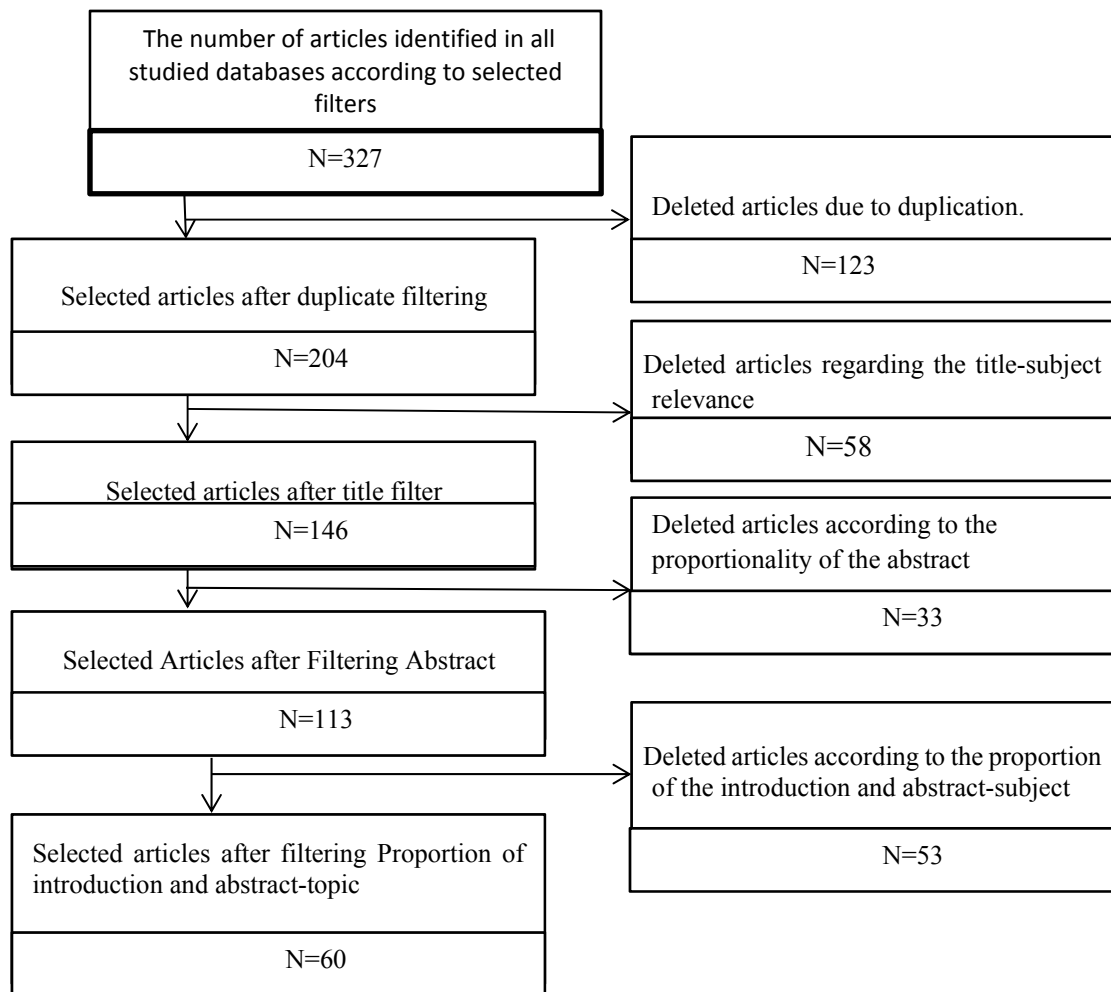 The number of articles identified in all
studied databases according to selected
filters
N=327
Deleted articles due to duplication.
N=123
Selected articles after duplicate filtering
N=204
Deleted articles regarding the title-subject
relevance
N=58
Selected articles after title filter
N=146
Deleted articles according to the
proportionality of the abstract
N=33
Selected Articles after Filtering Abstract
N=113
Deleted articles according to the proportion
of the introduction and abstract-subject
N=53
Selected articles after filtering Proportion of
introduction and abstract-topic
N=60